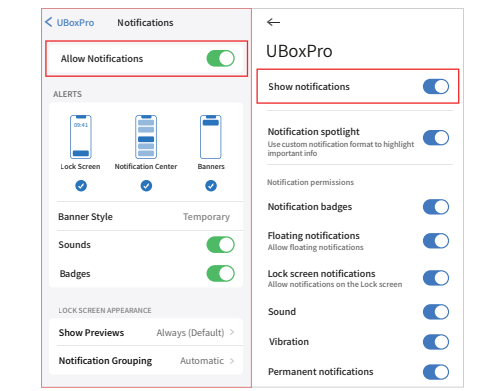 UBoxPro Notifications
Allow Notifications
ALERTS
09:41
Lock Screen Notification Center Banners
Banner Style Temporary
Sounds
Badges
LOCK SCREEN APPEARANCE
Show Previews Always (Default)
Notification Grouping Automatic
UBoxPro
Show notifications
Notification spotlight
Use custom notification format to highlight
important info
Notification permissions
Notification badges
Floating notifications
Allow floating notifications
Lock screen notifications
Allow notifications on the Lock screen
Sound
Vibration
Permanent notifications